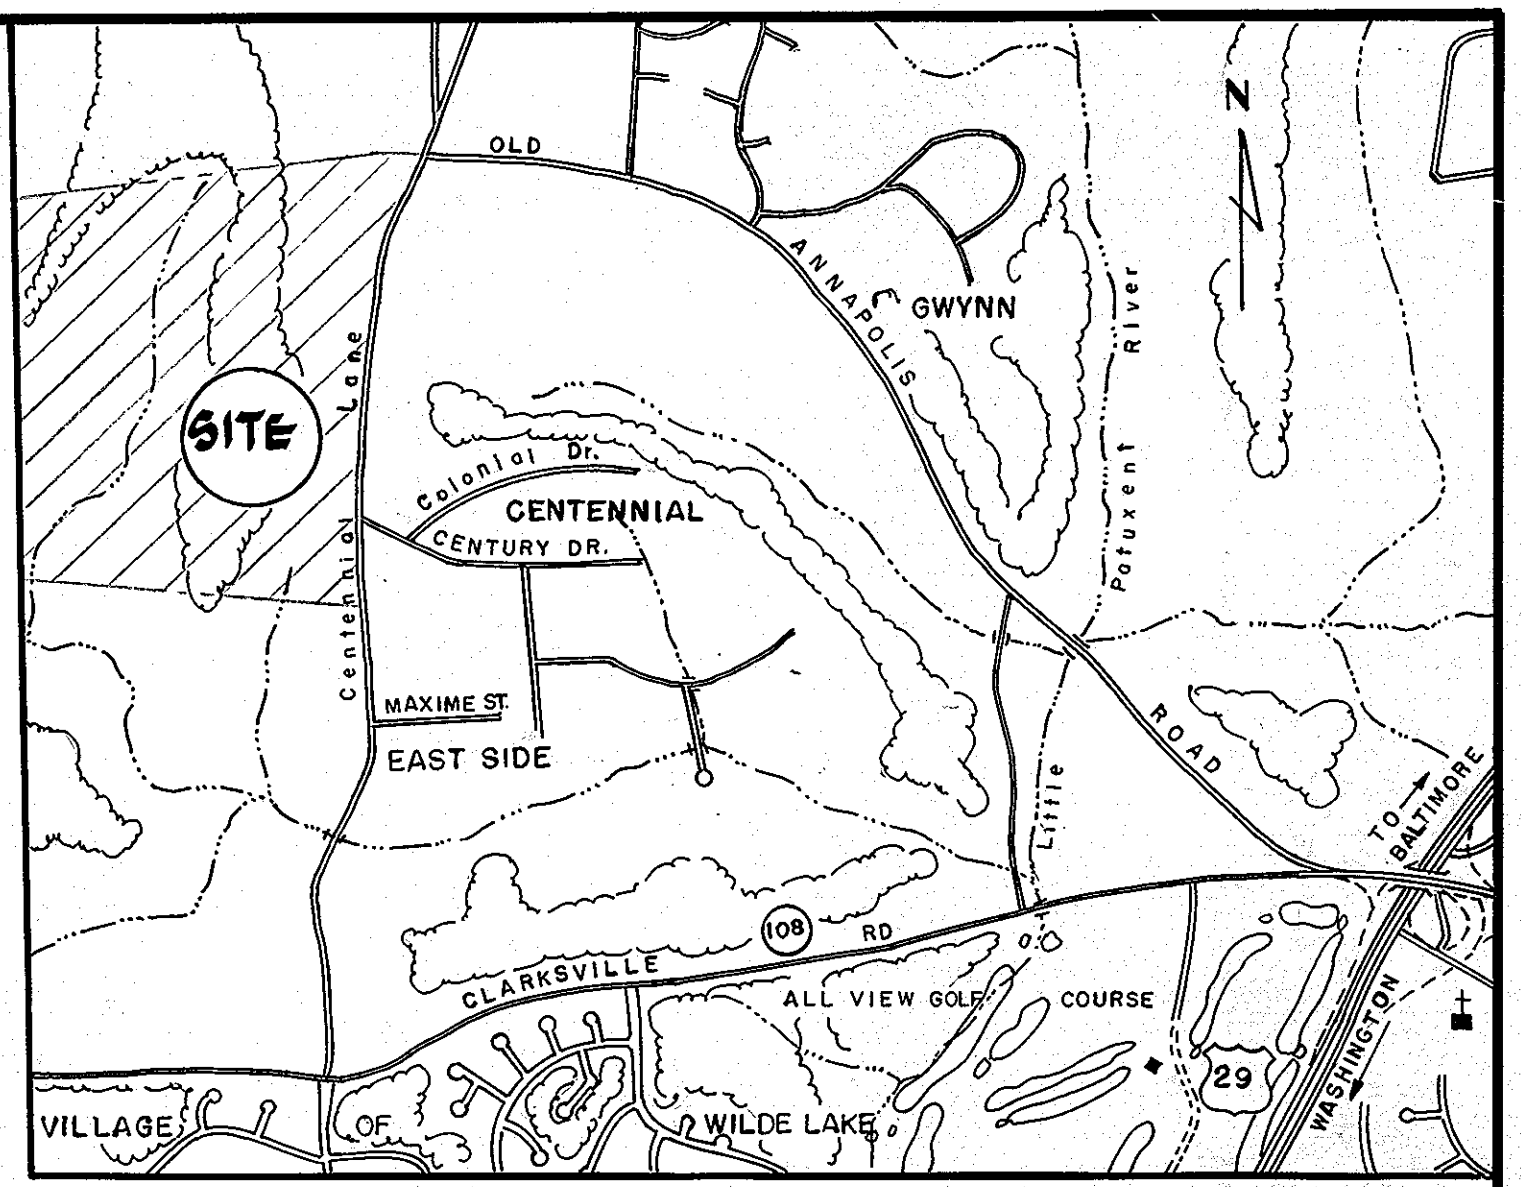 N
OLD
ANNAPOLIS
GWYNN
River
Patuxent
Little
Lane
Centennial
SITE
Colonial Dr.
CENTENNIAL
CENTURY DR.
MAXIME ST.
EAST SIDE
ROAD
TO
BALTIMORE
108
RD
CLARKSVILLE
ALL VIEW GOLF COURSE
WASHINGTON
29
VILLAGE OF WILDE LAKE